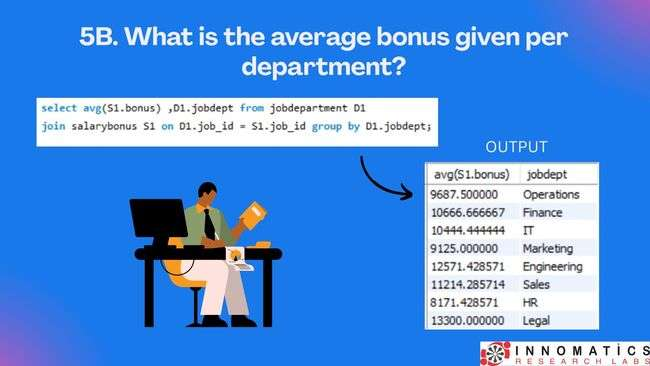 5B. What is the average bonus given per
department?
select avg(S1.bonus) ,D1.jobdept from jobdepartment D1
join salarybonus S1 on D1.job_id = S1.job_id group by D1.jobdept;
OUTPUT
avg(S1.bonus) jobdept
9687.500000 Operations
10666.666667 Finance
10444.444444 IT
9125.000000 Marketing
12571.428571 Engineering
11214.285714 Sales
8171.428571 HR
13300.000000 Legal
INNOMATICS
RESEARCH LABS